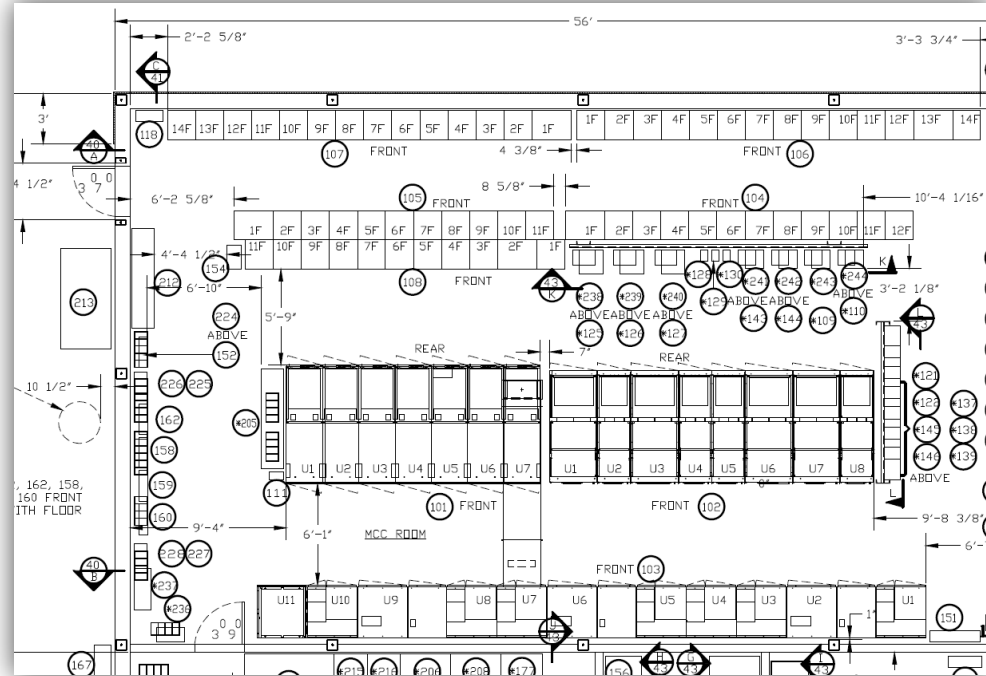 56'
2'-2 5/8"
3'-3 3/4"
C
41
3'
118
14F 13F 12F 11F 10F 9F 8F 7F 6F 5F 4F 3F 2F 1F
1F 2F 3F 4F 5F 6F 7F 8F 9F 10F 11F 12F 13F 14F
40
A
107 FRONT
4 3/8"
FRONT 106
4 1/2"
3 7
0 0
8 5/8"
6'-2 5/8"
105 FRONT
FRONT 104
10'-4 1/16"
1F 2F 3F 4F 5F 6F 7F 8F 9F 10F 11F
1F 2F 3F 4F 5F 6F 7F 8F 9F 10F 11F 12F
11F 10F 9F 8F 7F 6F 5F 4F 3F 2F 1F
4'-4 1/2"
154
212
6'-10"
108 FRONT
43
K
*128 *130 *241 *242 *243 *244
K
3'-2 1/8"
213
224
ABOVE
152
5'-9"
*238 *239 *240 *129
ABOVE ABOVE ABOVE ABOVE ABOVE ABOVE
*125 *126 *127 *143 *144 *109 *110
L
43
REAR
7"
REAR
10 1/2"
226 225
162
*205
158
159
160
*121
*122 *137
*145 *138
*146 *139
ABOVE
U1 U2 U3 U4 U5 U6 U7
U1 U2 U3 U4 U5 U6 U7 U8
6"
, 162, 158,
160 FRONT
ITH FLOOR
111
101 FRONT
FRONT 102
L
9'-4"
6'-1"
MCC ROOM
9'-8 3/8"
6'-
228 227
40
B
FRONT 103
*237
*236
U11 U10 U9 U8 U7 U6 U5 U4 U3 U2 U1
3 9
0
43
1"
151
167
*215 *216 *206 *208 *177
156
H
43
G
43
I
43